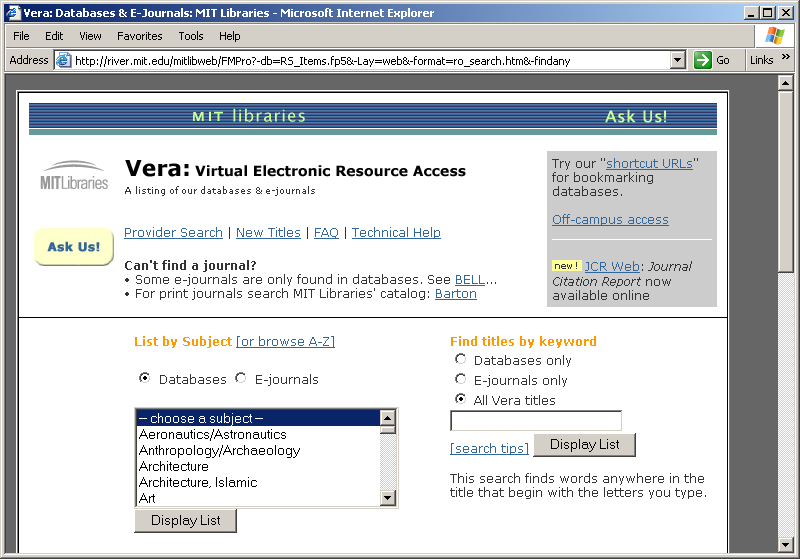 Vera: Databases & E-Journals: MIT Libraries - Microsoft Internet Explorer
File Edit View Favorites Tools Help
Address http://river.mit.edu/mitlibweb/FMPro?-db=RS_Items.fp5&-Lay=web&-format=ro_search.htm&-findany Go Links »
MIT libraries Ask Us!
MITLibraries
Vera: Virtual Electronic Resource Access
A listing of our databases & e-journals
Try our "shortcut URLs"
for bookmarking
databases.
Off-campus access
new! JCR Web: Journal
Citation Report now
available online
Ask Us!
Provider Search | New Titles | FAQ | Technical Help
Can't find a journal?
• Some e-journals are only found in databases. See BELL...
• For print journals search MIT Libraries' catalog: Barton
List by Subject [or browse A-Z]
Databases E-journals
-- choose a subject --
Aeronautics/Astronautics
Anthropology/Archaeology
Architecture
Architecture, Islamic
Art
Display List
Find titles by keyword
Databases only
E-journals only
All Vera titles
[search tips] Display List
This search finds words anywhere in the
title that begin with the letters you type.